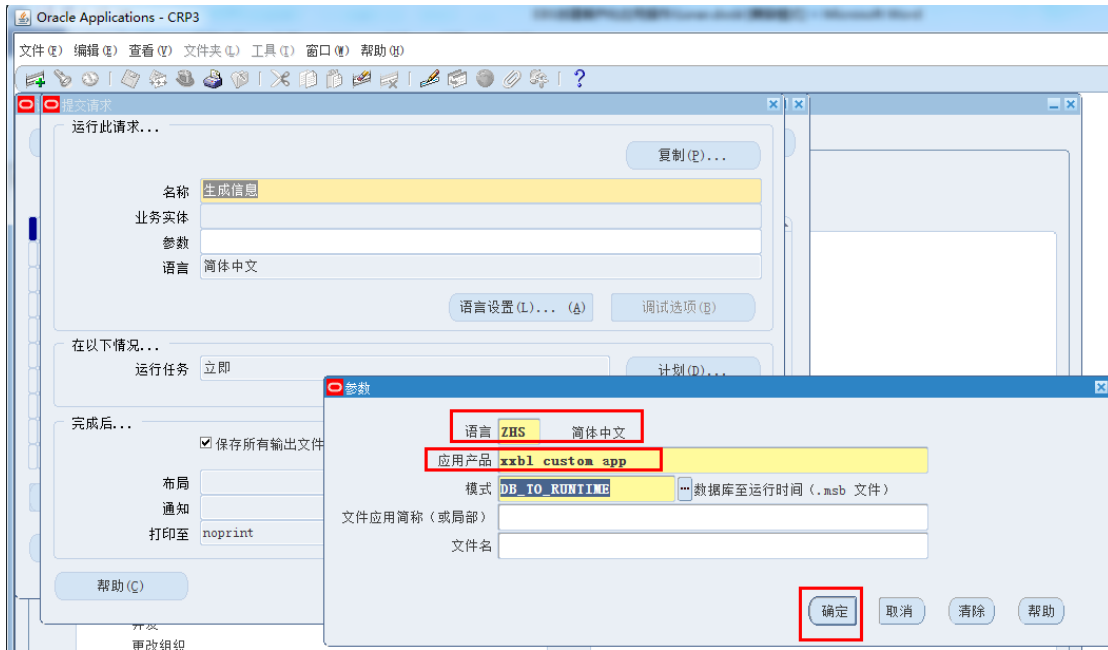 Oracle Applications - CRP3
文件(F) 编辑(E) 查看(V) 文件夹(L) 工具(T) 窗口(W) 帮助(H)
提交请求
运行此请求...
复制(P)...
名称 生成信息
业务实体
参数
语言 简体中文
语言设置(L)... (A) 调试选项(B)
在以下情况...
运行任务 立即 计划(D)...
参数
完成后...
保存所有输出文件
布局
通知
打印至 noprint
帮助(C)
语言 ZHS 简体中文
应用产品 xxbl custom app
模式 DB_TO_RUNTIME ... 数据库至运行时间 (.msb 文件)
文件应用简称(或局部)
文件名
确定 取消 清除 帮助
更改组织